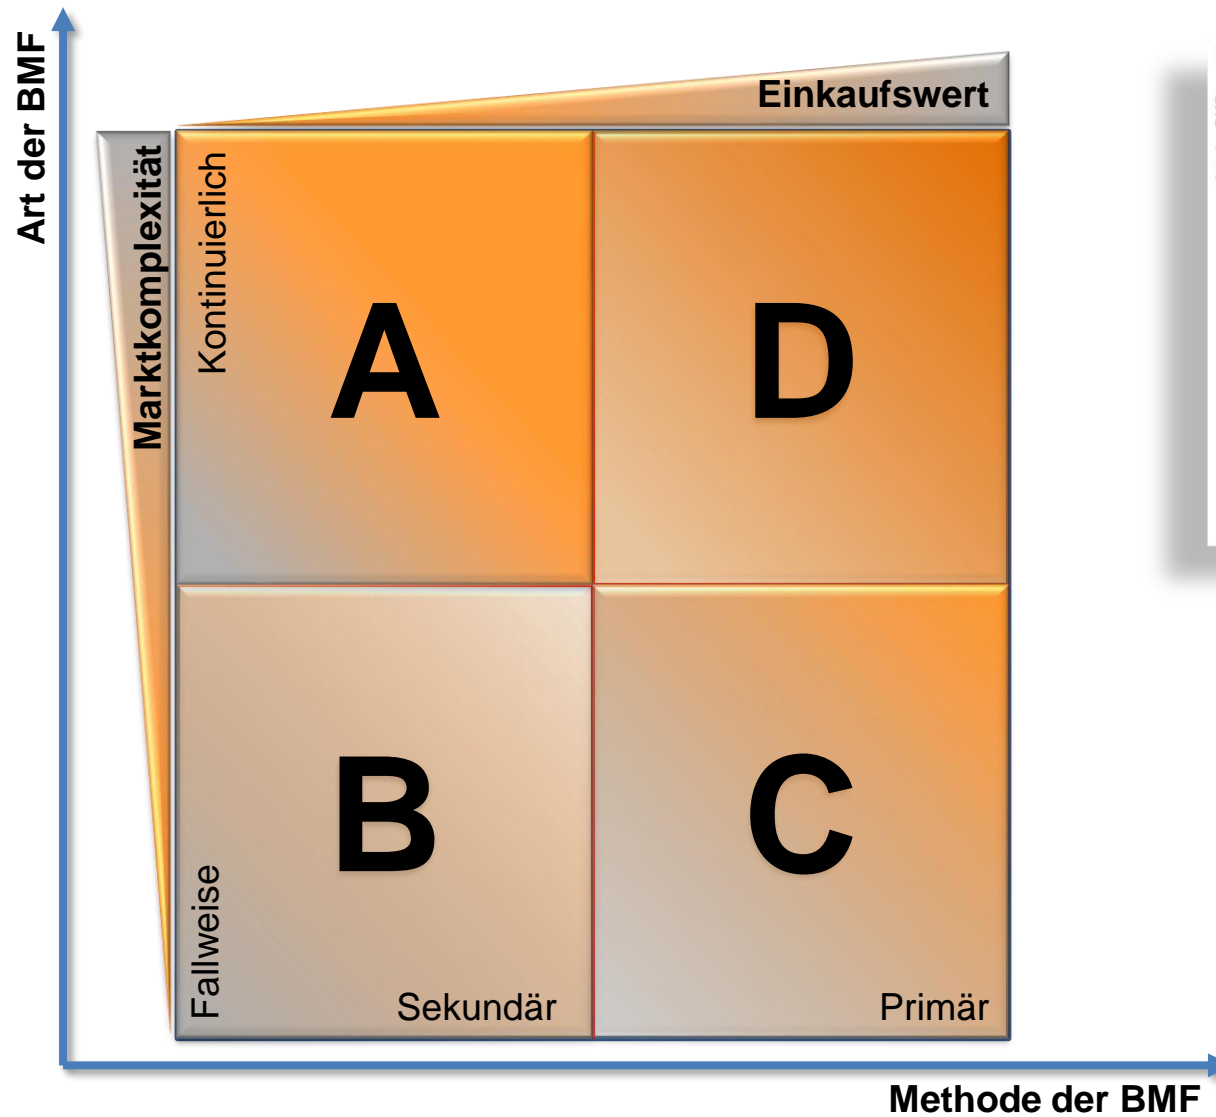 Art der BMF
Einkaufswert
Marktkomplexität
Kontinuierlich
A
D
B
C
Fallweise
Sekundär
Primär
Methode der BMF